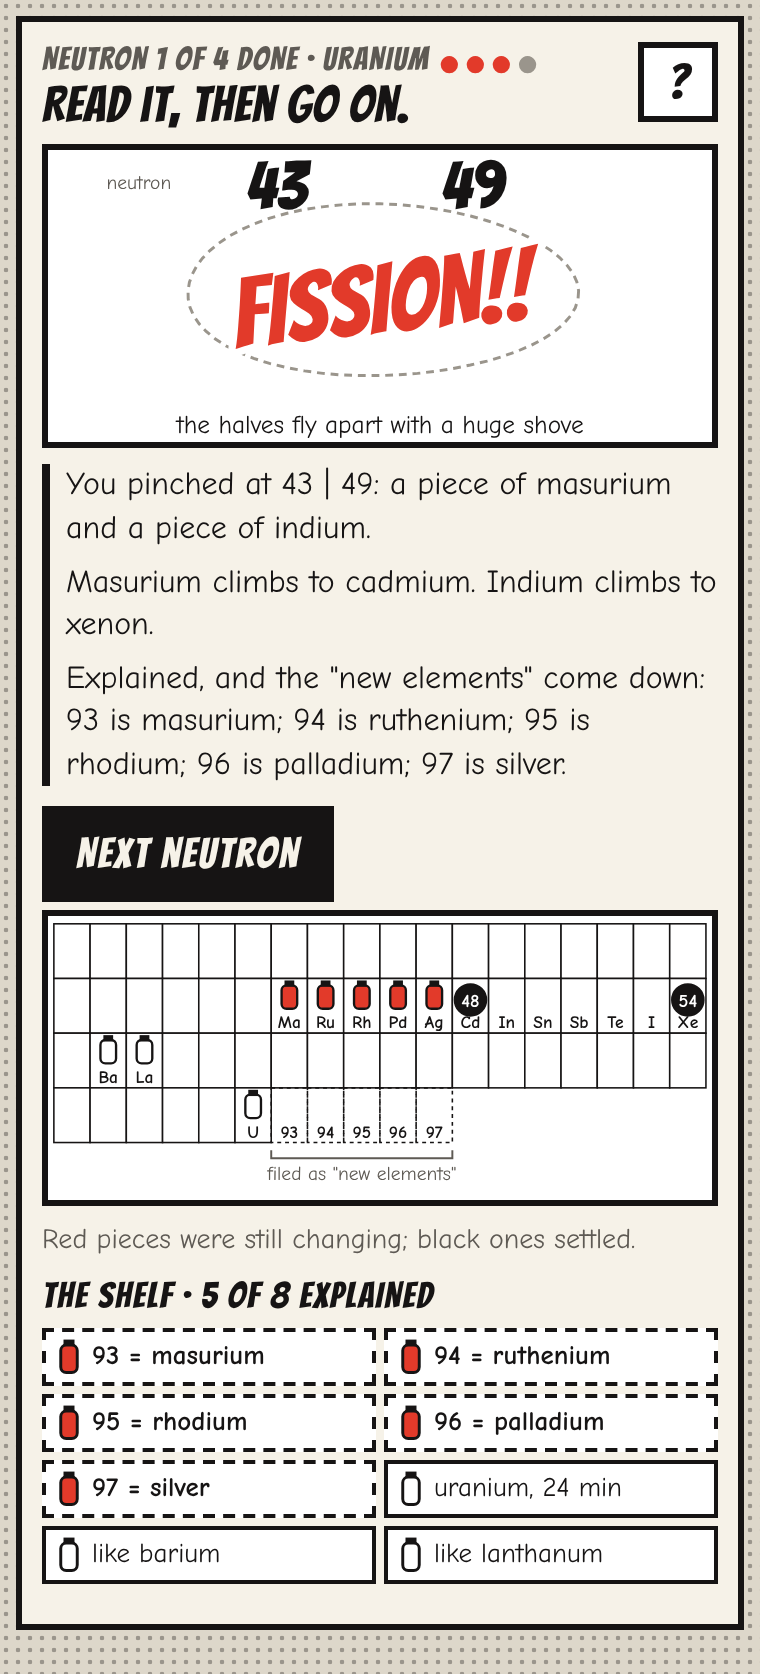 NEUTRON 1 OF 4 DONE · URANIUM
READ IT, THEN GO ON.
?
neutron
43 49
FISSION!!
the halves fly apart with a huge shove
You pinched at 43 | 49: a piece of masurium
and a piece of indium.
Masurium climbs to cadmium. Indium climbs to
xenon.
Explained, and the "new elements" come down:
93 is masurium; 94 is ruthenium; 95 is
rhodium; 96 is palladium; 97 is silver.
NEXT NEUTRON
48 54
Ma Ru Rh Pd Ag Cd In Sn Sb Te I Xe
Ba La
U 93 94 95 96 97
filed as "new elements"
Red pieces were still changing; black ones settled.
THE SHELF · 5 OF 8 EXPLAINED
93 = masurium
94 = ruthenium
95 = rhodium
96 = palladium
97 = silver
uranium, 24 min
like barium
like lanthanum